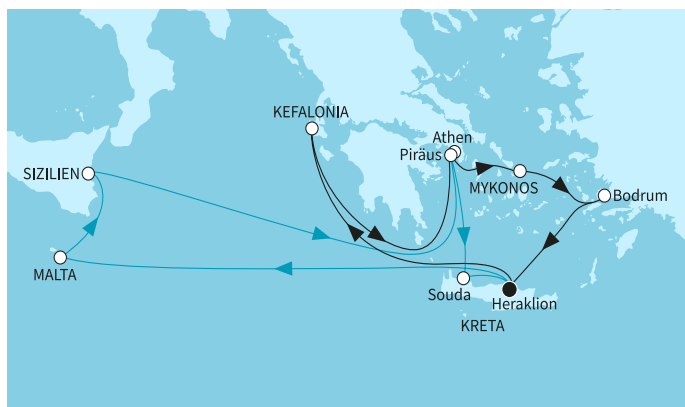 KEFALONIA
Athen
Piräus
SIZILIEN
MYKONOS
Bodrum
MALTA
Souda
Heraklion
KRETA